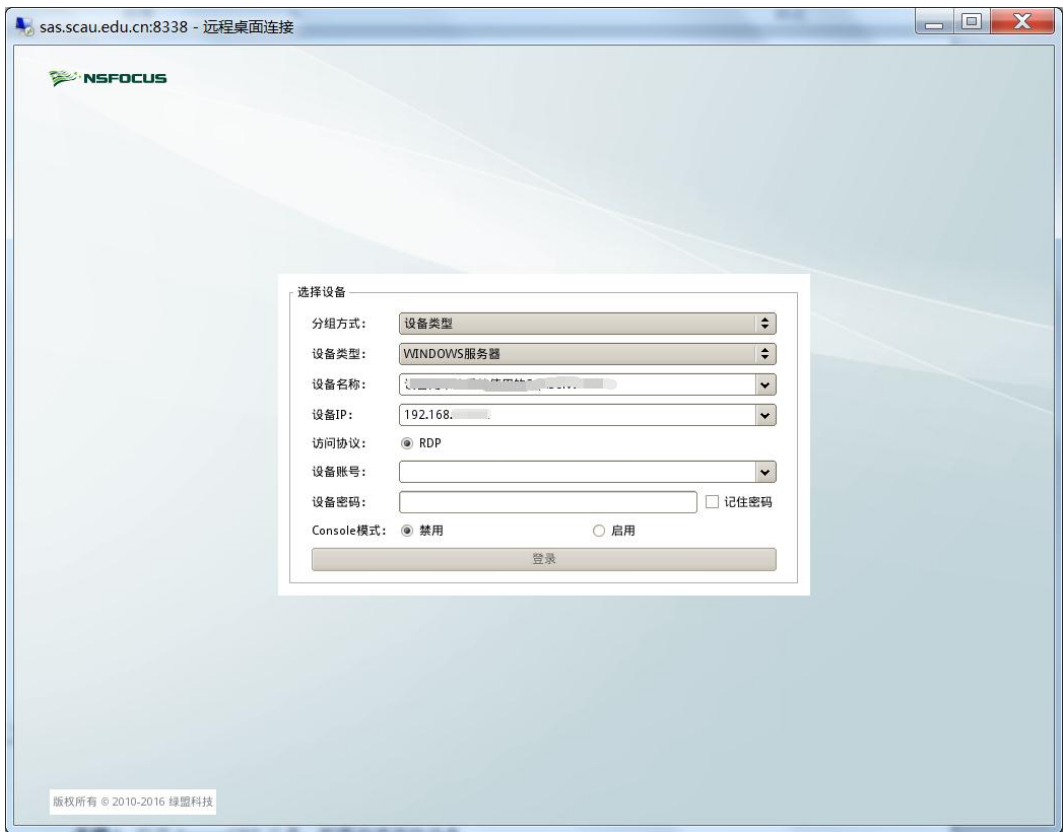 sas.scau.edu.cn:8338 - 远程桌面连接
NSFOCUS
选择设备
分组方式: 设备类型
设备类型: WINDOWS服务器
设备名称:
设备IP: 192.168.
访问协议: RDP
设备账号:
设备密码: 记住密码
Console模式: 禁用 启用
登录
版权所有 © 2010-2016 绿盟科技